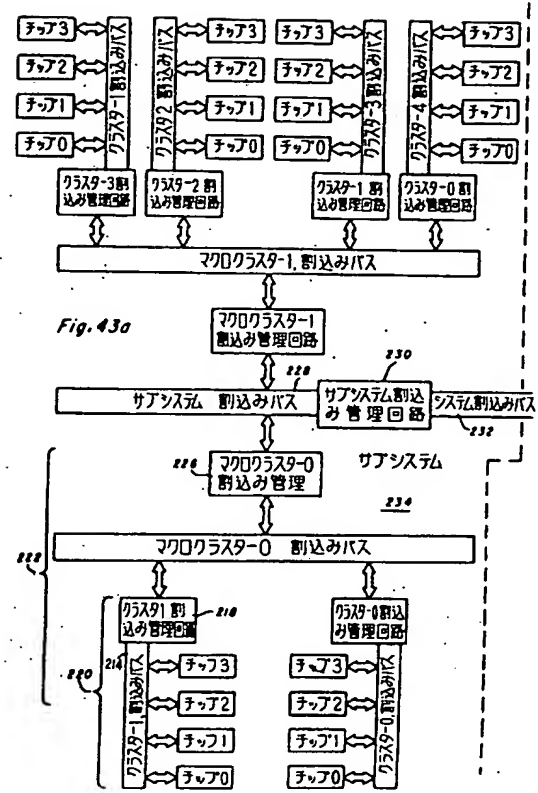 チップ3
チップ2
チップ1
チップ0
クラスター1 割込みバス
クラスター3 割
込み管理回路
チップ3
チップ2
チップ1
チップ0
クラスタ2 割込みバス
クラスター2 割
込み管理回路
チップ3
チップ2
チップ1
チップ0
クラスター3 割込みバス
クラスター1 割
込み管理回路
チップ3
チップ2
チップ1
チップ0
クラスター4 割込みバス
クラスター0 割
込み管理回路
マクロクラスター1, 割込みバス
Fig. 43a
マクロクラスター1
割込み管理回路
228
サブシステム 割込みバス
230
サブシステム割込
み管理回路
システム割込みバス
232
226
マクロクラスター0
割込み管理
サブシステム
234
222
マクロクラスター0 割込みバス
クラスタ1 割
込み管理回路
218
クラスター0割込
み管理回路
214
220
クラスター1, 割込みバス
チップ3
チップ2
チップ1
チップ0
チップ3
チップ2
チップ1
チップ0
クラスター0, 割込みバス